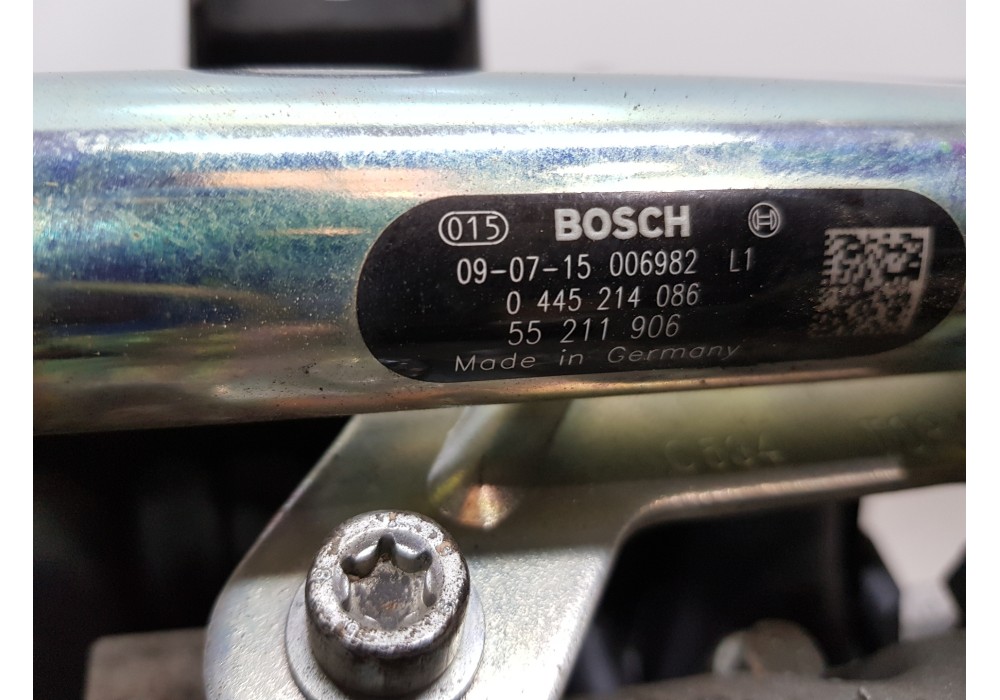 015 BOSCH
09-07-15 006982 L1
0 445 214 086
55 211 906
Made in Germany